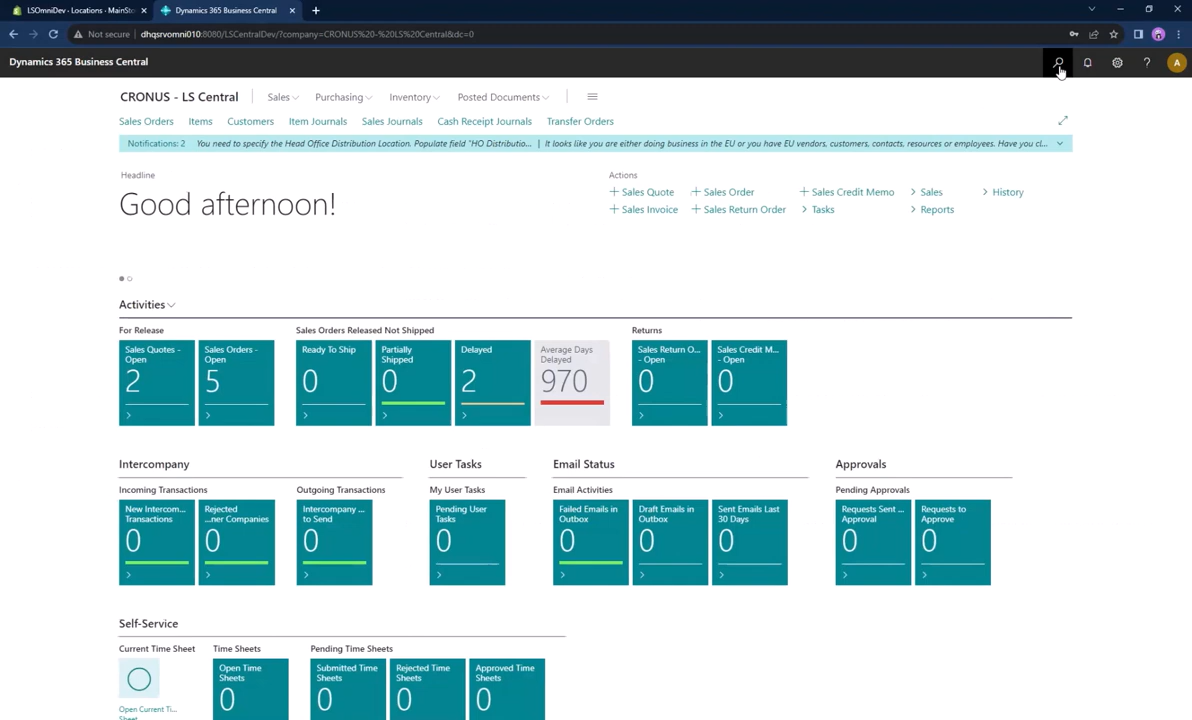 LSOmniDev · Locations · MainSto
Dynamics 365 Business Central
Not secure
dhqsrvomni010:8080/LSCentralDev/?company=CRONUS%20-%20LS%20Central&dc=0
Dynamics 365 Business Central
A
CRONUS - LS Central
Sales
Purchasing
Inventory
Posted Documents
Sales Orders
Items
Customers
Item Journals
Sales Journals
Cash Receipt Journals
Transfer Orders
Notifications: 2
You need to specify the Head Office Distribution Location. Populate field "HO Distributio... | It looks like you are either doing business in the EU or you have EU vendors, customers, contacts, resources or employees. Have you cl...
Headline
Good afternoon!
Actions
+ Sales Quote
+ Sales Order
+ Sales Credit Memo
> Sales
> History
+ Sales Invoice
+ Sales Return Order
> Tasks
> Reports
Activities
For Release
Sales Orders Released Not Shipped
Returns
Sales Quotes -
Open
2
Sales Orders -
Open
5
Ready To Ship
0
Partially
Shipped
0
Delayed
2
Average Days
Delayed
970
Sales Return O...
- Open
0
Sales Credit M...
- Open
0
Intercompany
User Tasks
Email Status
Approvals
Incoming Transactions
Outgoing Transactions
My User Tasks
Email Activities
Pending Approvals
New Intercom...
Transactions
0
Rejected
...ner Companies
0
Intercompany ...
to Send
0
Pending User
Tasks
0
Failed Emails in
Outbox
0
Draft Emails in
Outbox
0
Sent Emails Last
30 Days
0
Requests Sent ...
Approval
0
Requests to
Approve
0
Self-Service
Current Time Sheet
Time Sheets
Pending Time Sheets
Open Current Ti...
Sheet
Open Time
Sheets
0
Submitted Time
Sheets
0
Rejected Time
Sheets
0
Approved Time
Sheets
0